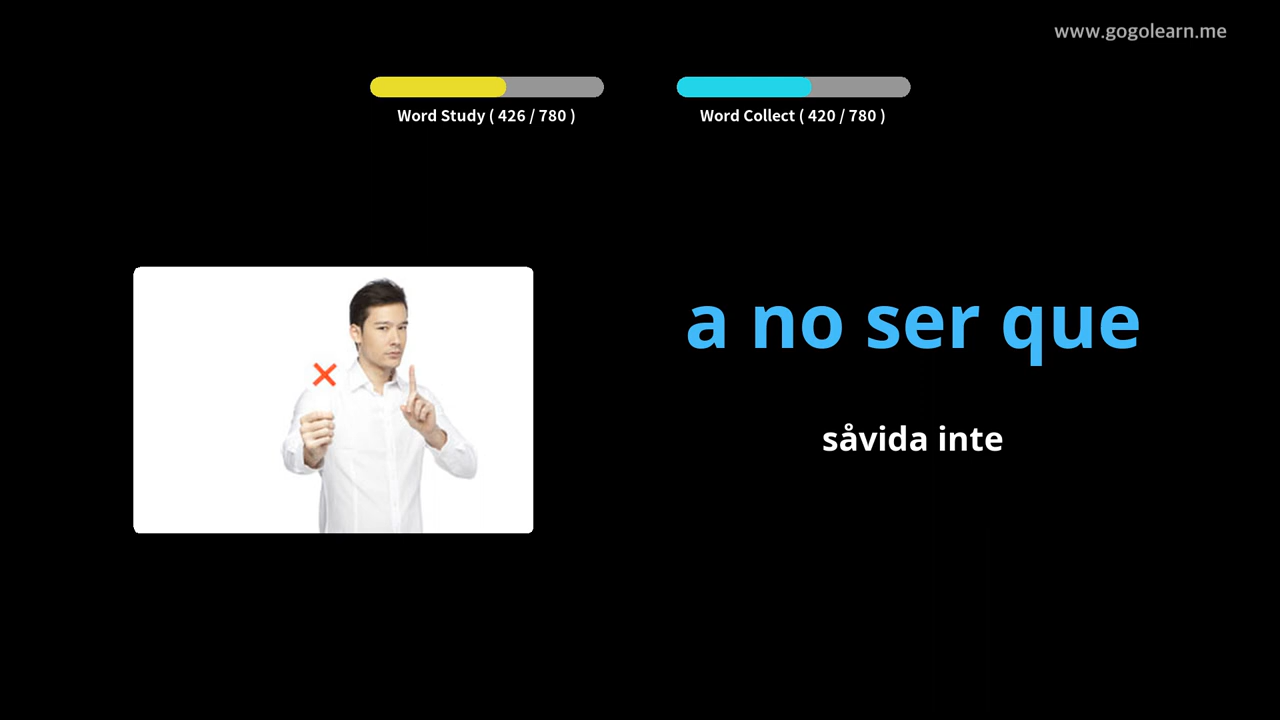 www.gogolearn.me
Word Study ( 426 / 780 )
Word Collect ( 420 / 780 )
a no ser que
såvida inte